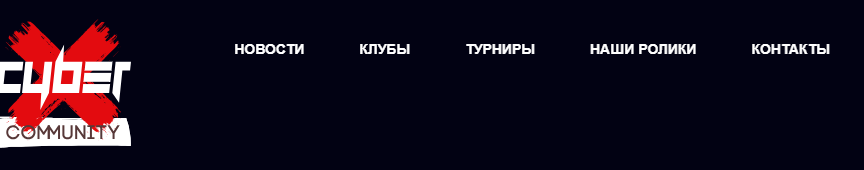 НОВОСТИ КЛУБЫ ТУРНИРЫ НАШИ РОЛИКИ КОНТАКТЫ
cyber
COMMUNITY